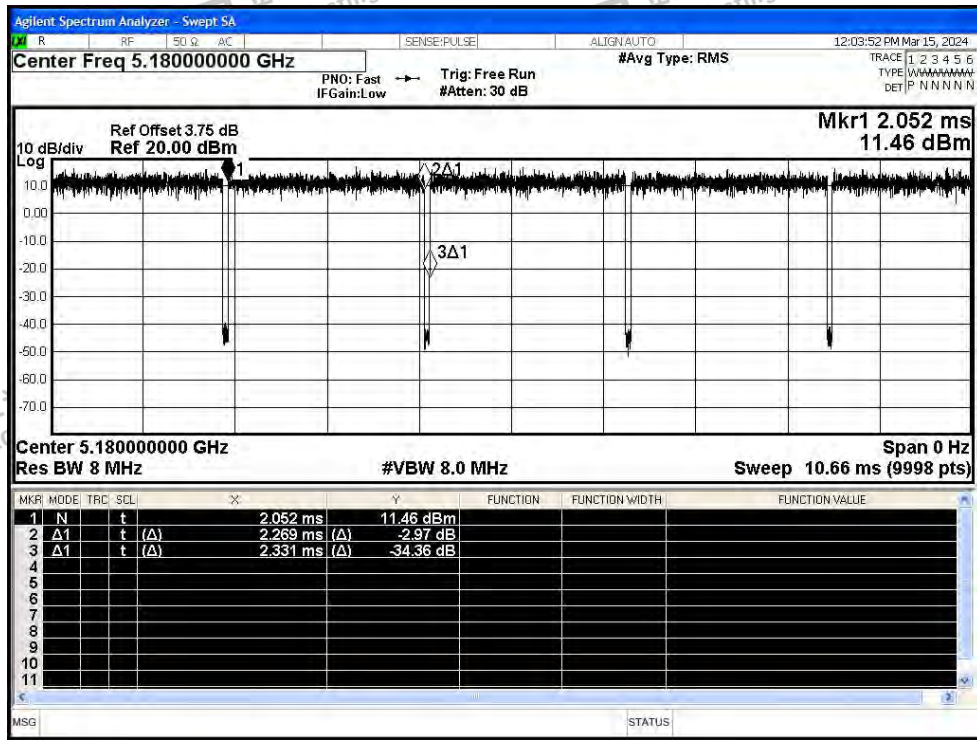 Agilent Spectrum Analyzer - Swept SA
LXI R RF 50 Ω AC SENSE:PULSE ALIGN AUTO 12:03:52 PM Mar 15, 2024
Center Freq 5.180000000 GHz #Avg Type: RMS TRACE 1 2 3 4 5 6
PNO: Fast Trig: Free Run TYPE
IFGain:Low #Atten: 30 dB DET P N N N N N
Mkr1 2.052 ms
11.46 dBm
Ref Offset 3.75 dB
10 dB/div Ref 20.00 dBm
Log
1
2Δ1
10.0
0.00
3Δ1
-10.0
-20.0
-30.0
-40.0
-50.0
-60.0
-70.0
Center 5.180000000 GHz Span 0 Hz
Res BW 8 MHz #VBW 8.0 MHz Sweep 10.66 ms (9998 pts)
MKR MODE TRC SCL X Y FUNCTION FUNCTION WIDTH FUNCTION VALUE
1 N t 2.052 ms 11.46 dBm
2 Δ1 t (Δ) 2.269 ms (Δ) -2.97 dB
3 Δ1 t (Δ) 2.331 ms (Δ) -34.36 dB
4
5
6
7
8
9
10
11
MSG STATUS